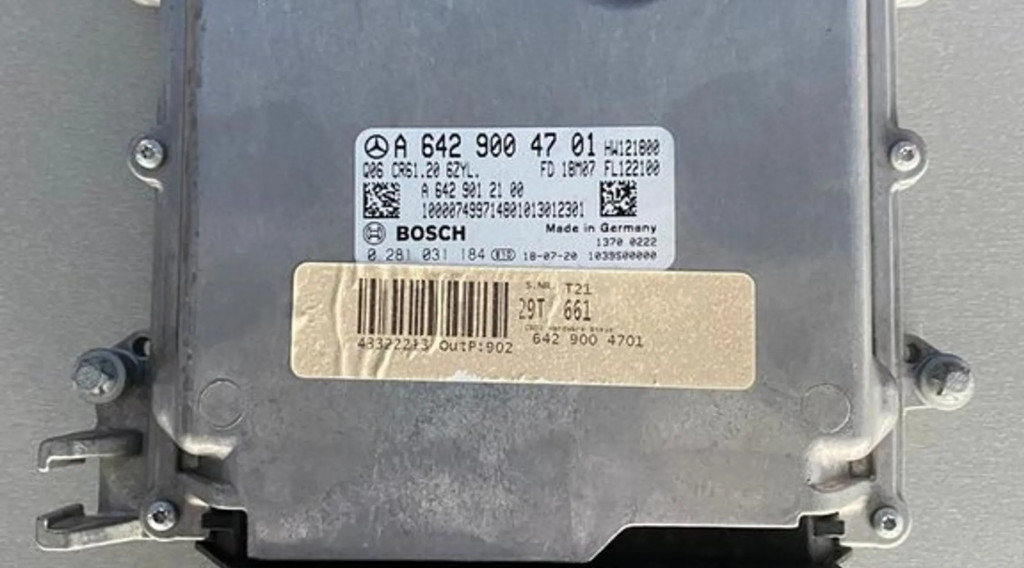 A 642 900 47 01 HW121800
Q06 CR61.20 6ZYL. FD 18M07 FL122100
A 642 901 21 00
10000749971480101301230​1
BOSCH Made in Germany
1370 0222
0 281 031 184 18-07-20 1039S00000
S.NR. T21
29T 661
43322213 OutP:902 642 900 4701